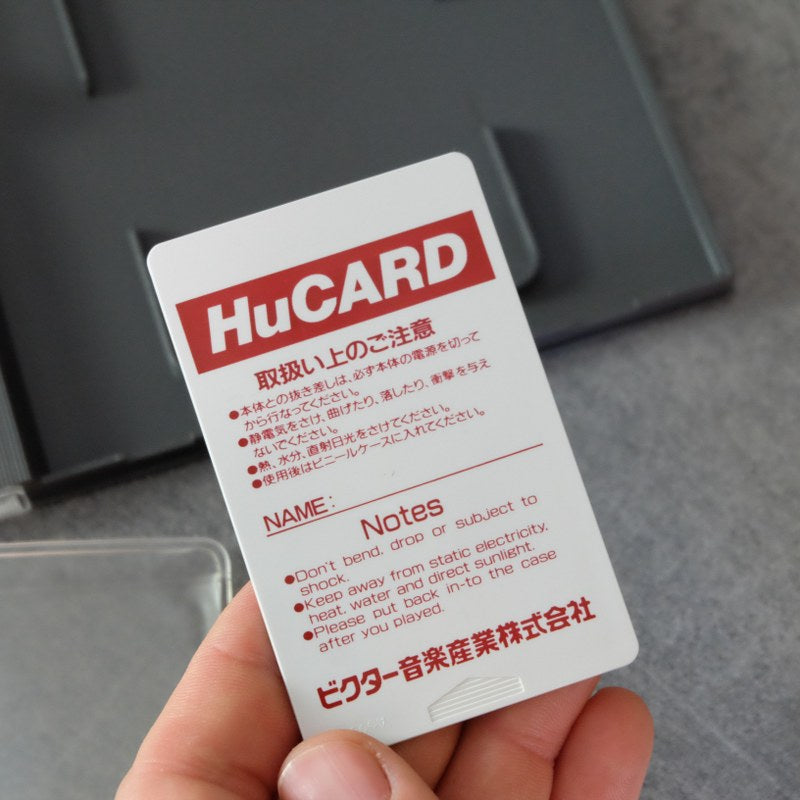 HuCARD
取扱い上のご注意
●本体との抜き差しは、必ず本体の電源を切って
から行なってください。
●静電気をさけ、曲げたり、落したり、衝撃を与え
ないでください。
●熱、水分、直射日光をさけてください。
●使用後はビニールケースに入れてください。
NAME:
Notes
●Don't bend, drop or subject to
shock.
●Keep away from static electricity,
heat, water and direct sunlight.
●Please put back in-to the case
after you played.
ビクター音楽産業株式会社